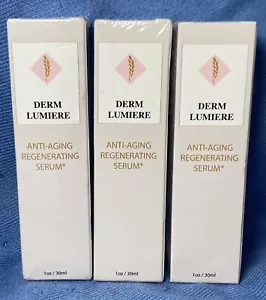 DERM
LUMIERE
ANTI-AGING
REGENERATING
SERUM*
1oz / 30ml
DERM
LUMIERE
ANTI-AGING
REGENERATING
SERUM*
1oz / 30ml
DERM
LUMIERE
ANTI-AGING
REGENERATING
SERUM*
1oz / 30ml